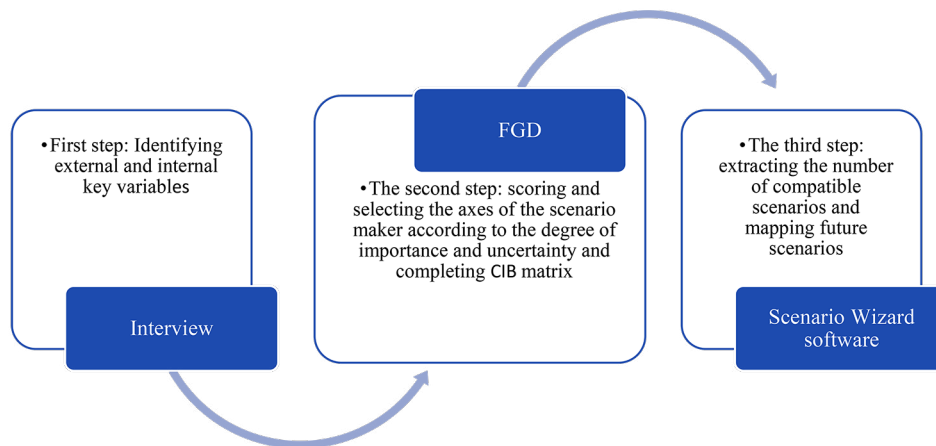 •First step: Identifying
external and internal
key variables
Interview
FGD
•The second step: scoring and
selecting the axes of the scenario
maker according to the degree of
importance and uncertainty and
completing CIB matrix
•The third step:
extracting the number
of compatible
scenarios and
mapping future
scenarios
Scenario Wizard
software